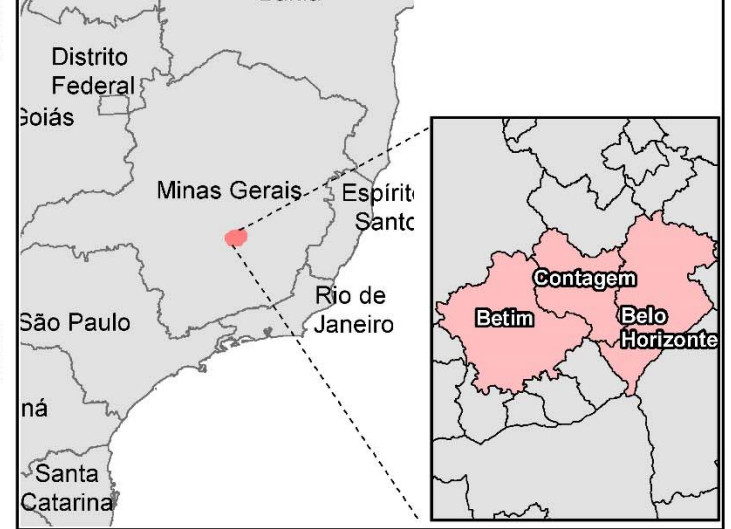 Distrito
Federal
Goiás
Minas Gerais
Espírit
Santo
Rio de
Janeiro
São Paulo
ná
Santa
Catarina
Contagem
Betim
Belo
Horizonte